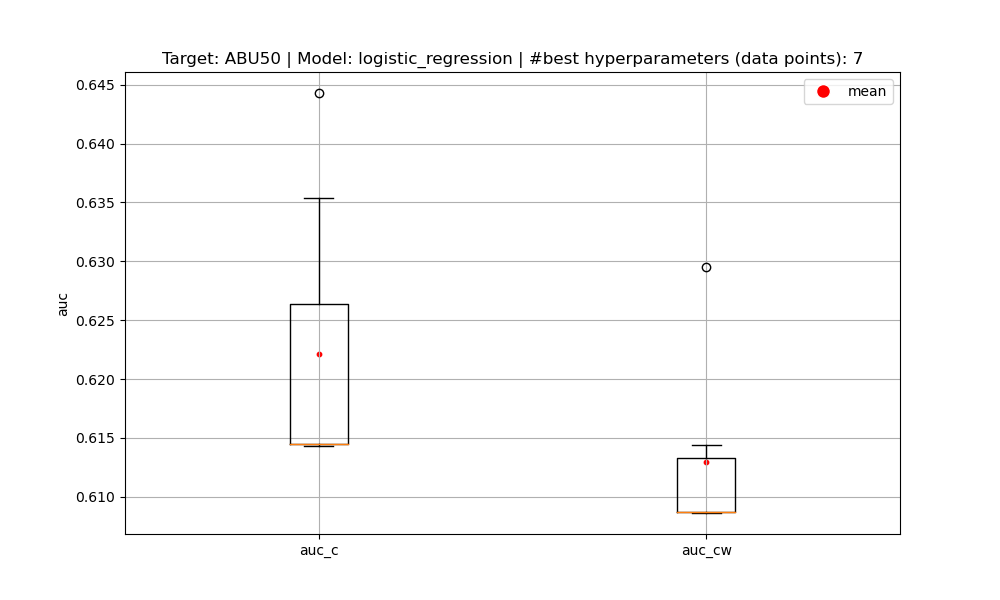 Target: ABU50 | Model: logistic_regression | #best hyperparameters (data points): 7
mean
0.645
0.640
0.635
0.630
0.625
0.620
0.615
0.610
auc
auc_c
auc_cw